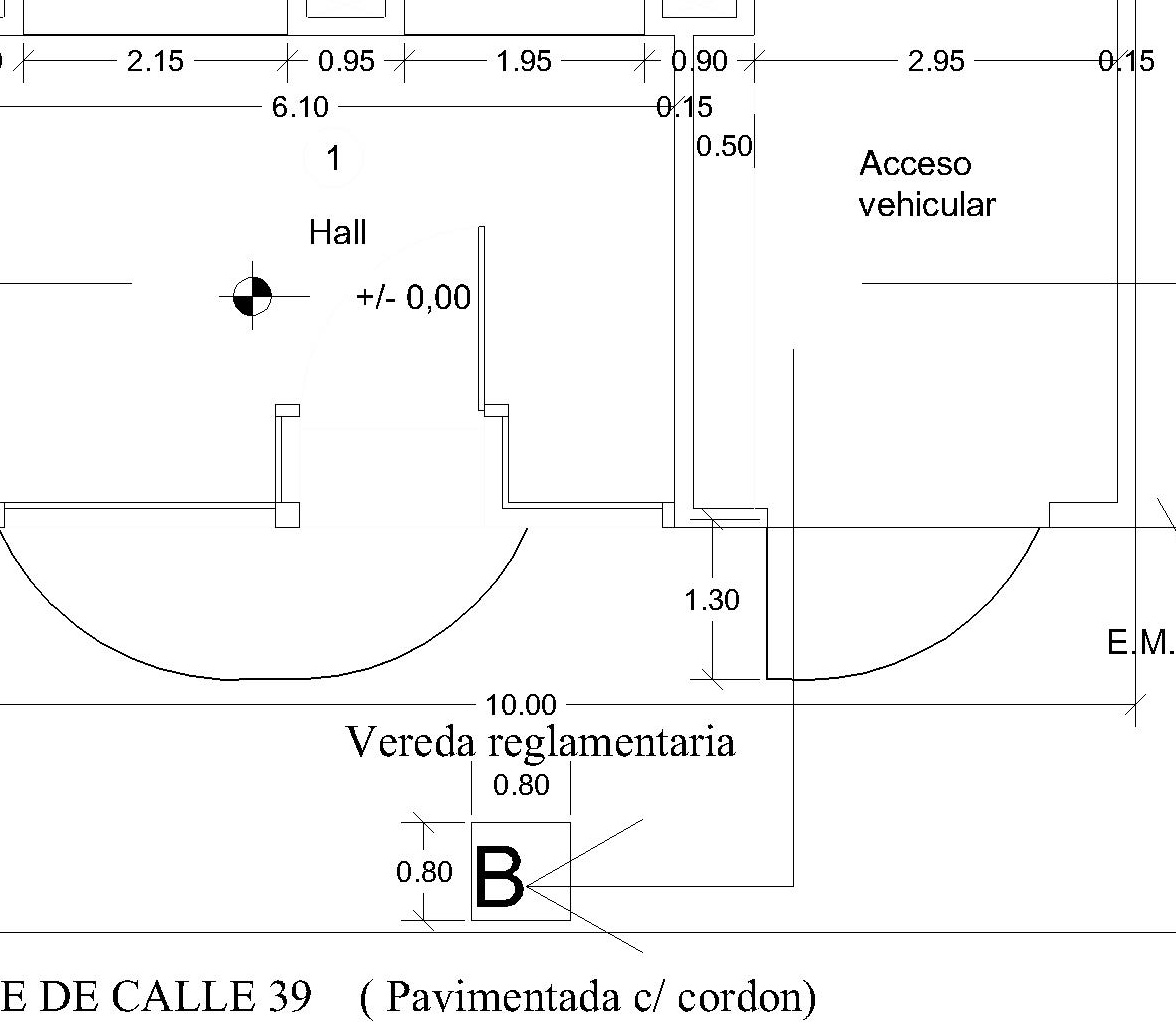 2.15 0.95 1.95 0.90 2.95 0.15
6.10 0.15
1
0.50
Acceso
vehicular
Hall
+/- 0,00
1.30
E.M.
10.00
Vereda reglamentaria
0.80
0.80
B
E DE CALLE 39 ( Pavimentada c/ cordon)